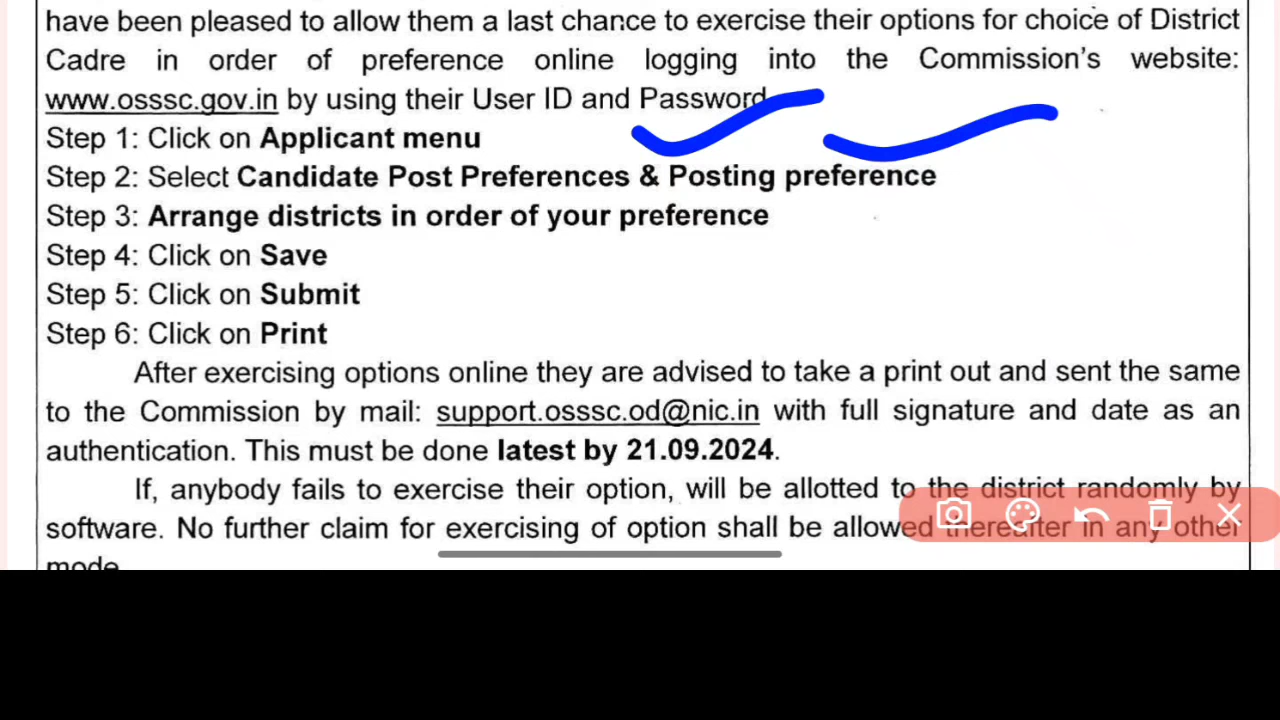 have been pleased to allow them a last chance to exercise their options for choice of District
Cadre in order of preference online logging into the Commission's website:
www.osssc.gov.in by using their User ID and Password
Step 1: Click on Applicant menu
Step 2: Select Candidate Post Preferences & Posting preference
Step 3: Arrange districts in order of your preference
Step 4: Click on Save
Step 5: Click on Submit
Step 6: Click on Print
After exercising options online they are advised to take a print out and sent the same
to the Commission by mail: support.osssc.od@nic.in with full signature and date as an
authentication. This must be done latest by 21.09.2024.
If, anybody fails to exercise their option, will be allotted to the district randomly by
software. No further claim for exercising of option shall be allowed thereafter in any other
mode